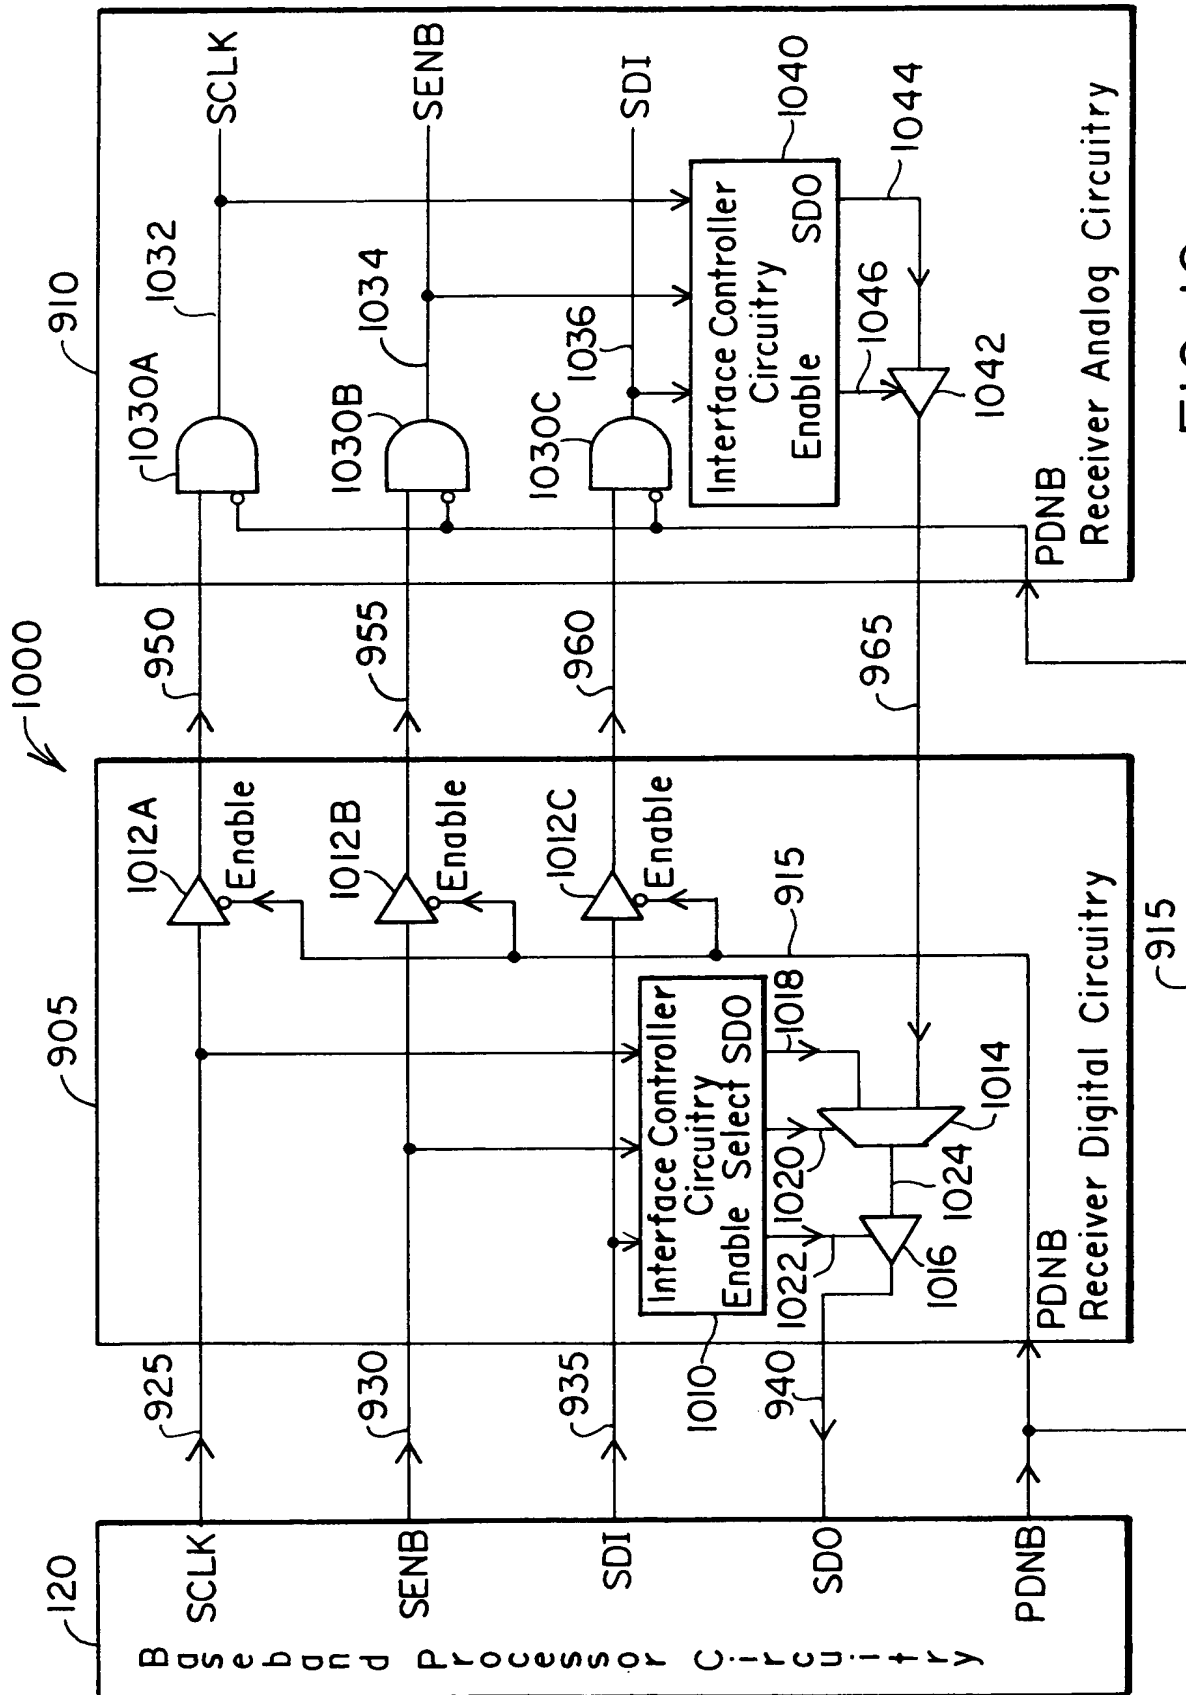 1000
120
Baseband Processor Circuitry
SCLK
SENB
SDI
SDO
PDNB
925
930
935
940
905
1012A
Enable
1012B
Enable
1012C
Enable
915
Interface Controller
Circuitry
Enable Select SDO
1010
1018
1020
1022
1014
1024
1016
PDNB
Receiver Digital Circuitry
915
950
955
960
965
910
1030A
1032
SCLK
1030B
1034
SENB
1030C
1036
SDI
Interface Controller
Circuitry
Enable SDO
1040
1044
1046
1042
PDNB
Receiver Analog Circuitry